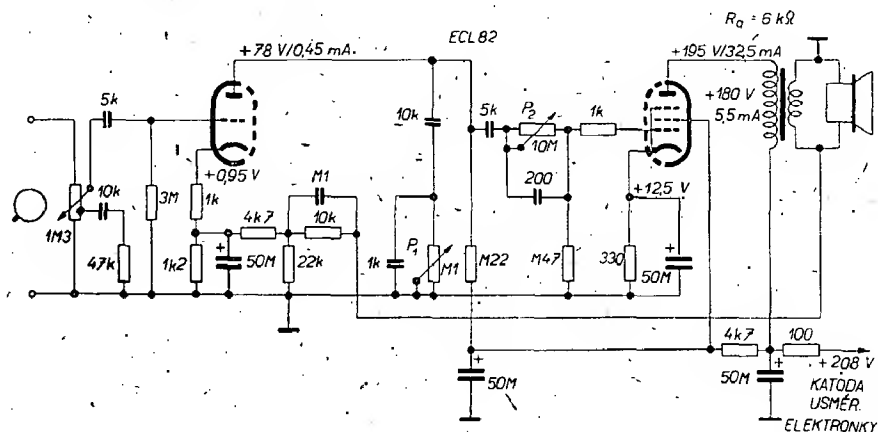 Rₐ = 6 kΩ
ECL82
+78 V/0,45 mA
+195 V/32,5 mA
+180 V
5,5 mA
5k
10k
5k
P₂
10M
1k
200
+0,95 V
+12,5 V
10k
1M3
3M
1k
M1
4k7
10k
47k
1k2
+
50M
22k
1k
P₁
M1
M22
M47
330
+
50M
4k7
100
+
50M
+
50M
+208 V
KATODA
USMĚR.
ELEKTRONKY